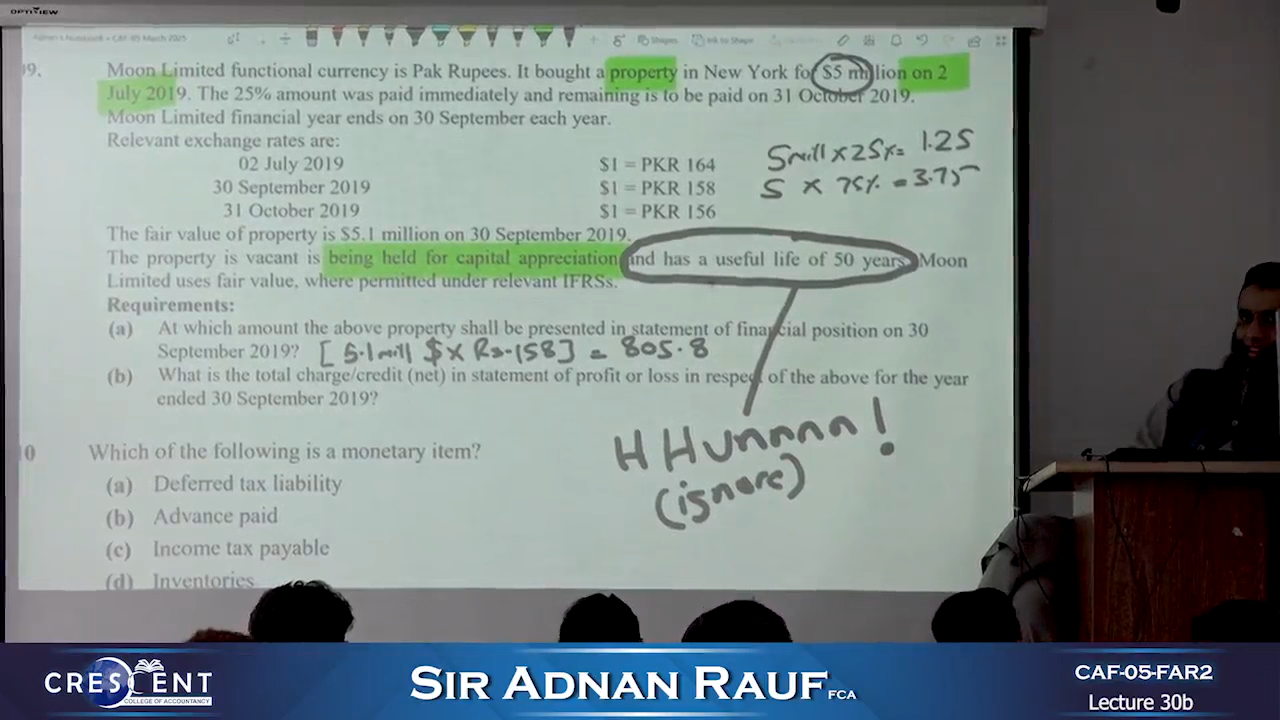 OPTIVIEW
9.
Moon Limited functional currency is Pak Rupees. It bought a property in New York for $5 million on 2
July 2019. The 25% amount was paid immediately and remaining is to be paid on 31 October 2019.
Moon Limited financial year ends on 30 September each year.
Relevant exchange rates are:
02 July 2019 $1 = PKR 164
30 September 2019 $1 = PKR 158
31 October 2019 $1 = PKR 156
5mill x 25% = 1.25
5 x 75% = 3.75
The fair value of property is $5.1 million on 30 September 2019.
The property is vacant is being held for capital appreciation and has a useful life of 50 years. Moon
Limited uses fair value, where permitted under relevant IFRSs.
Requirements:
(a) At which amount the above property shall be presented in statement of financial position on 30
September 2019? [5.1mill $ x Rs.158] = 805.8
(b) What is the total charge/credit (net) in statement of profit or loss in respect of the above for the year
ended 30 September 2019?
H Hunnnn!
(ignore)
0 Which of the following is a monetary item?
(a) Deferred tax liability
(b) Advance paid
(c) Income tax payable
(d) Inventories
CRESCENT
COLLEGE OF ACCOUNTANCY
SIR ADNAN RAUF FCA
CAF-05-FAR2
Lecture 30b